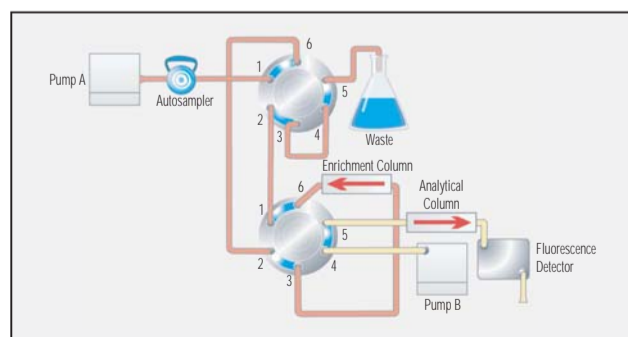 6
1
Pump A
Autosampler
5
2
3
4
Waste
Enrichment Column
6
Analytical
Column
1
5
2
4
3
Fluorescence
Detector
Pump B